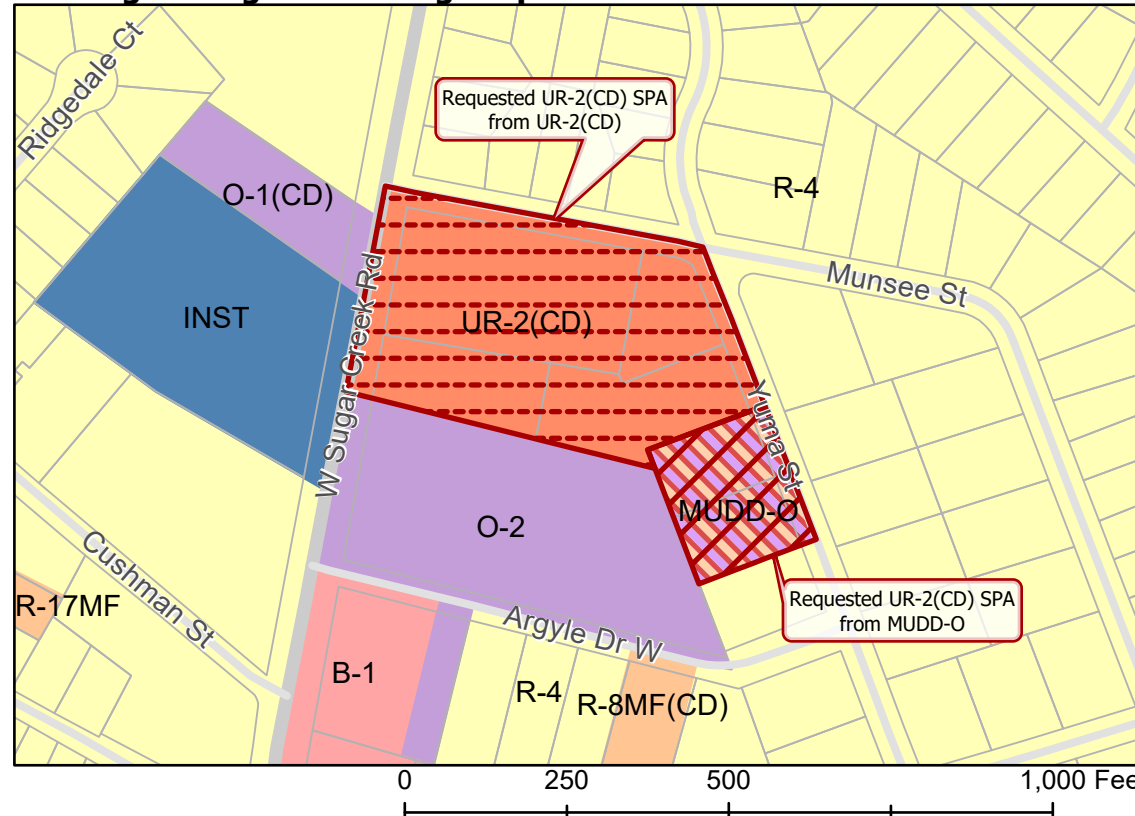 Ridgedale Ct
Requested UR-2(CD) SPA
from UR-2(CD)
O-1(CD)
R-4
Munsee St
INST
W Sugar Creek Rd
UR-2(CD)
Yuma St
O-2
MUDD-O
Cushman St
R-17MF
Requested UR-2(CD) SPA
from MUDD-O
Argyle Dr W
B-1
R-4
R-8MF(CD)
0 250 500 1,000 Fee